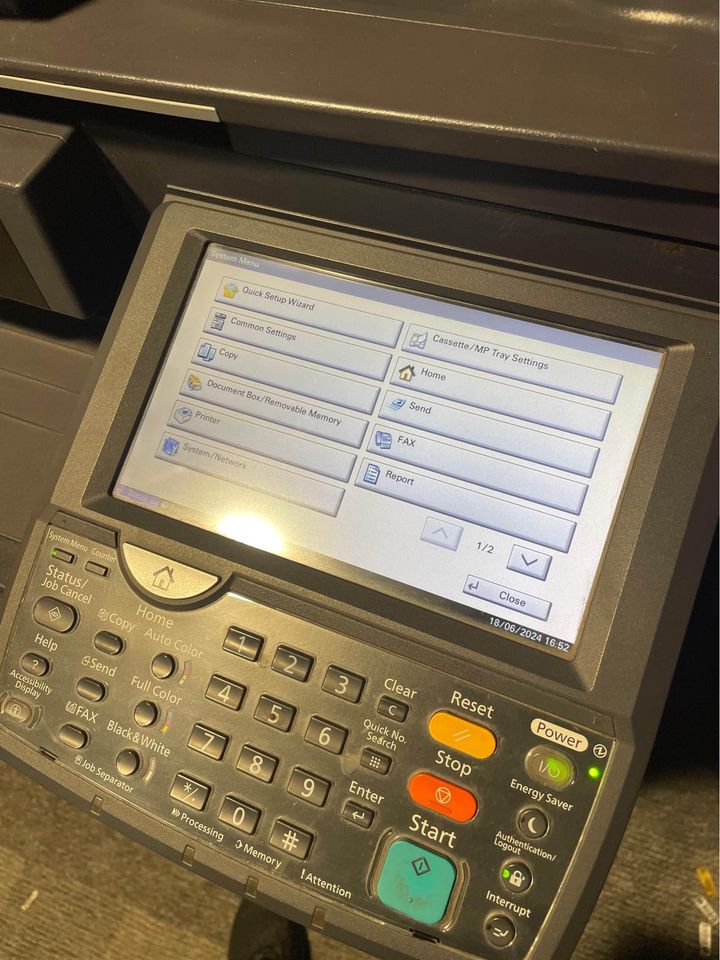 System Menu
Quick Setup Wizard
Common Settings
Copy
Document Box/Removable Memory
Printer
System/Network
Cassette/MP Tray Settings
Home
Send
FAX
Report
1/2
Close
Status
18/06/2024 16:52
System Menu
Counter
Status/
Job Cancel
Help
?
Accessibility
Display
Home
Copy
Send
FAX
Auto Color
Full Color
Black&White
Job Separator
1
2
3
4
5
6
7
8
9
*/.
0
#
Clear
C
Quick No.
Search
Enter
Processing
Memory
!Attention
Reset
Stop
Start
Power
Energy Saver
Authentication/
Logout
Interrupt